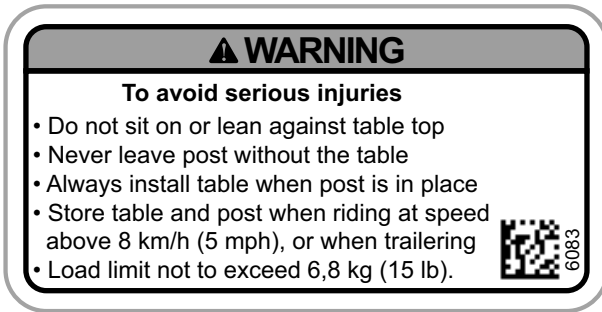 WARNING
To avoid serious injuries
• Do not sit on or lean against table top
• Never leave post without the table
• Always install table when post is in place
• Store table and post when riding at speed
above 8 km/h (5 mph), or when trailering
• Load limit not to exceed 6,8 kg (15 lb).
6083